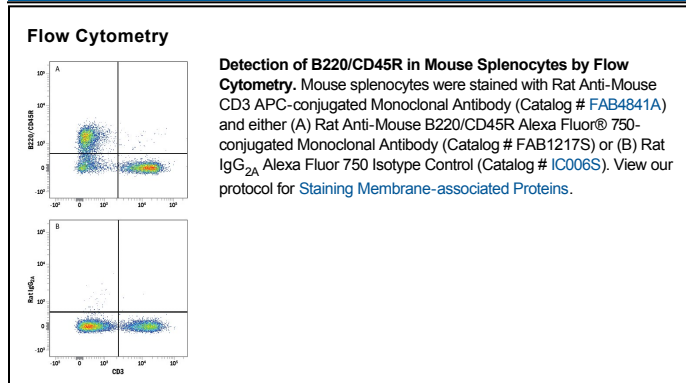 Flow Cytometry
Detection of B220/CD45R in Mouse Splenocytes by Flow
Cytometry. Mouse splenocytes were stained with Rat Anti-Mouse
CD3 APC-conjugated Monoclonal Antibody (Catalog # FAB4841A)
and either (A) Rat Anti-Mouse B220/CD45R Alexa Fluor® 750-
conjugated Monoclonal Antibody (Catalog # FAB1217S) or (B) Rat
IgG2A Alexa Fluor 750 Isotype Control (Catalog # IC006S). View our
protocol for Staining Membrane-associated Proteins.
A
B220/CD45R
B
Rat IgG2A
CD3